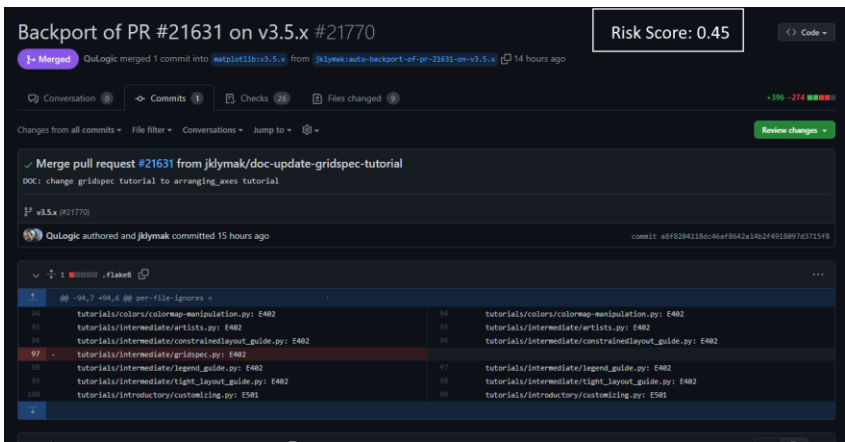 Backport of PR #21631 on v3.5.x #21770
Risk Score: 0.45
<> Code
Merged QuLogic merged 1 commit into matplotlib:v3.5.x from jklymak:auto-backport-of-pr-21631-on-v3.5.x 14 hours ago
Conversation 0 Commits 1 Checks 26 Files changed 9 +396 −274
Changes from all commits File filter Conversations Jump to Review changes
Merge pull request #21631 from jklymak/doc-update-gridspec-tutorial
DOC: change gridspec tutorial to arranging_axes tutorial
v3.5.x (#21770)
QuLogic authored and jklymak committed 15 hours ago commit a8f8204118dc46af8642a14b2f4918097d3715f8
1 .flake8 ...
@@ -94,7 +94,6 @@ per-file-ignores =
94 tutorials/colors/colormap-manipulation.py: E402 94 tutorials/colors/colormap-manipulation.py: E402
95 tutorials/intermediate/artists.py: E402 95 tutorials/intermediate/artists.py: E402
96 tutorials/intermediate/constrainedlayout_guide.py: E402 96 tutorials/intermediate/constrainedlayout_guide.py: E402
97 - tutorials/intermediate/gridspec.py: E402
98 tutorials/intermediate/legend_guide.py: E402 97 tutorials/intermediate/legend_guide.py: E402
99 tutorials/intermediate/tight_layout_guide.py: E402 98 tutorials/intermediate/tight_layout_guide.py: E402
100 tutorials/introductory/customizing.py: E501 99 tutorials/introductory/customizing.py: E501